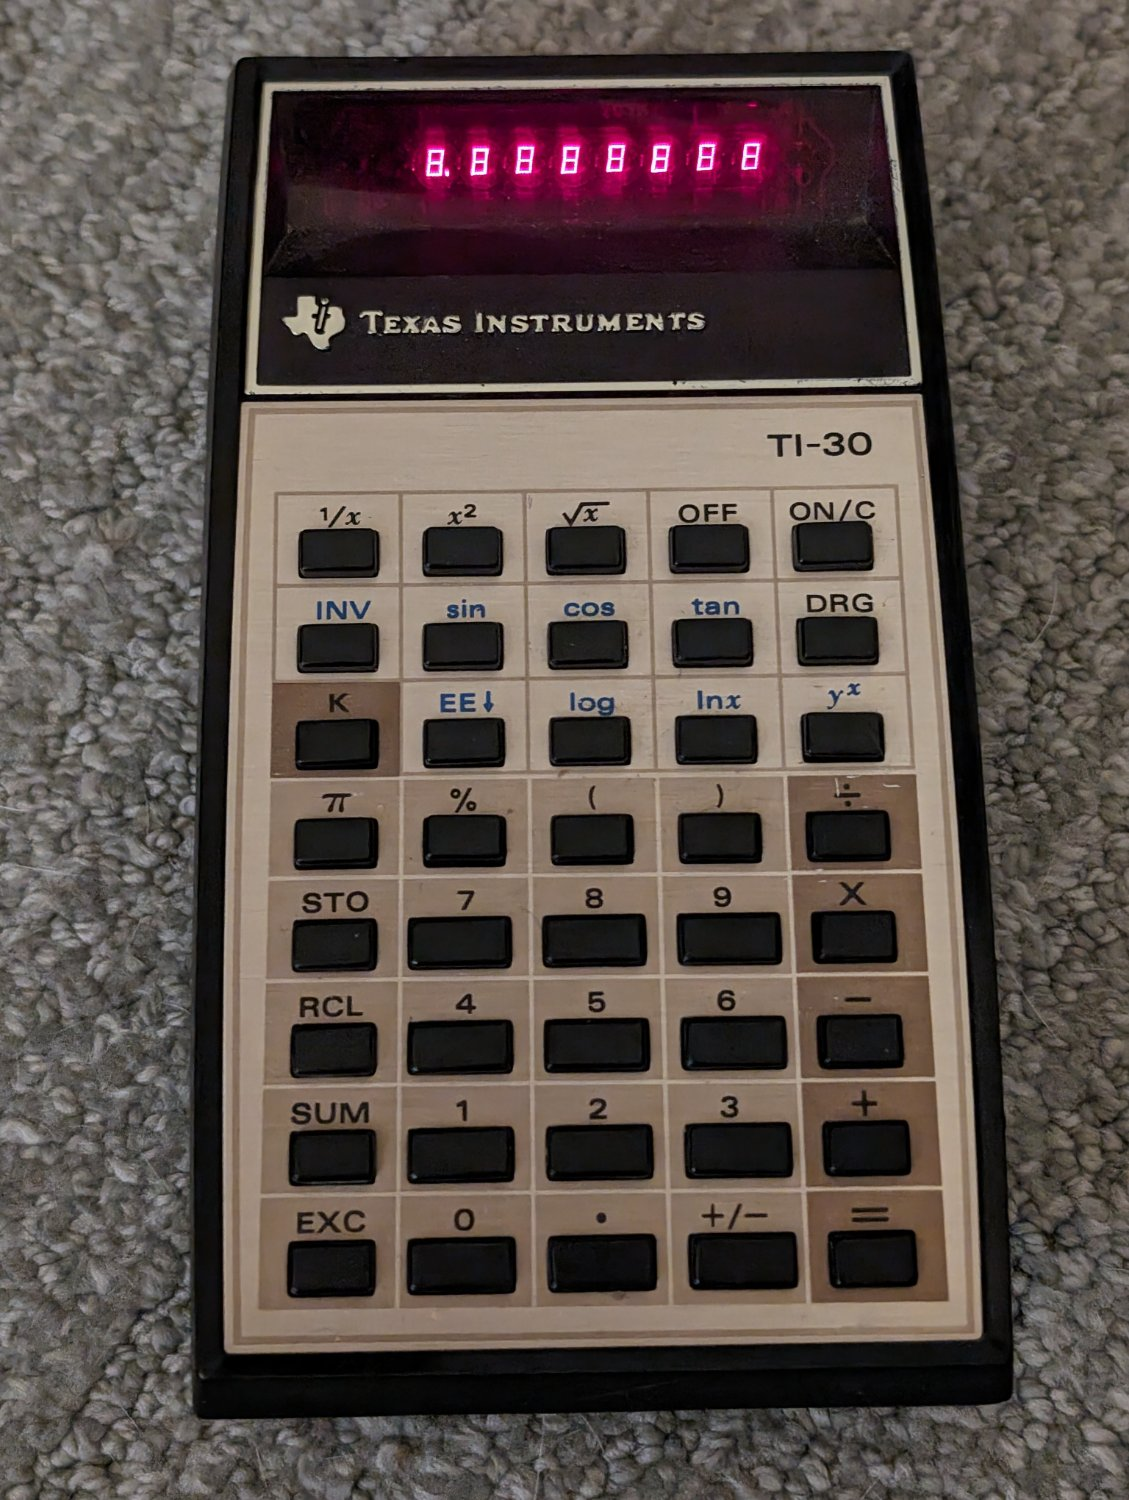 8.8888888
TEXAS INSTRUMENTS
TI-30
1/x x² √x OFF ON/C
INV sin cos tan DRG
K EE↓ log lnx yˣ
π % ( ) ÷
STO 7 8 9 X
RCL 4 5 6 −
SUM 1 2 3 +
EXC 0 • +/− =